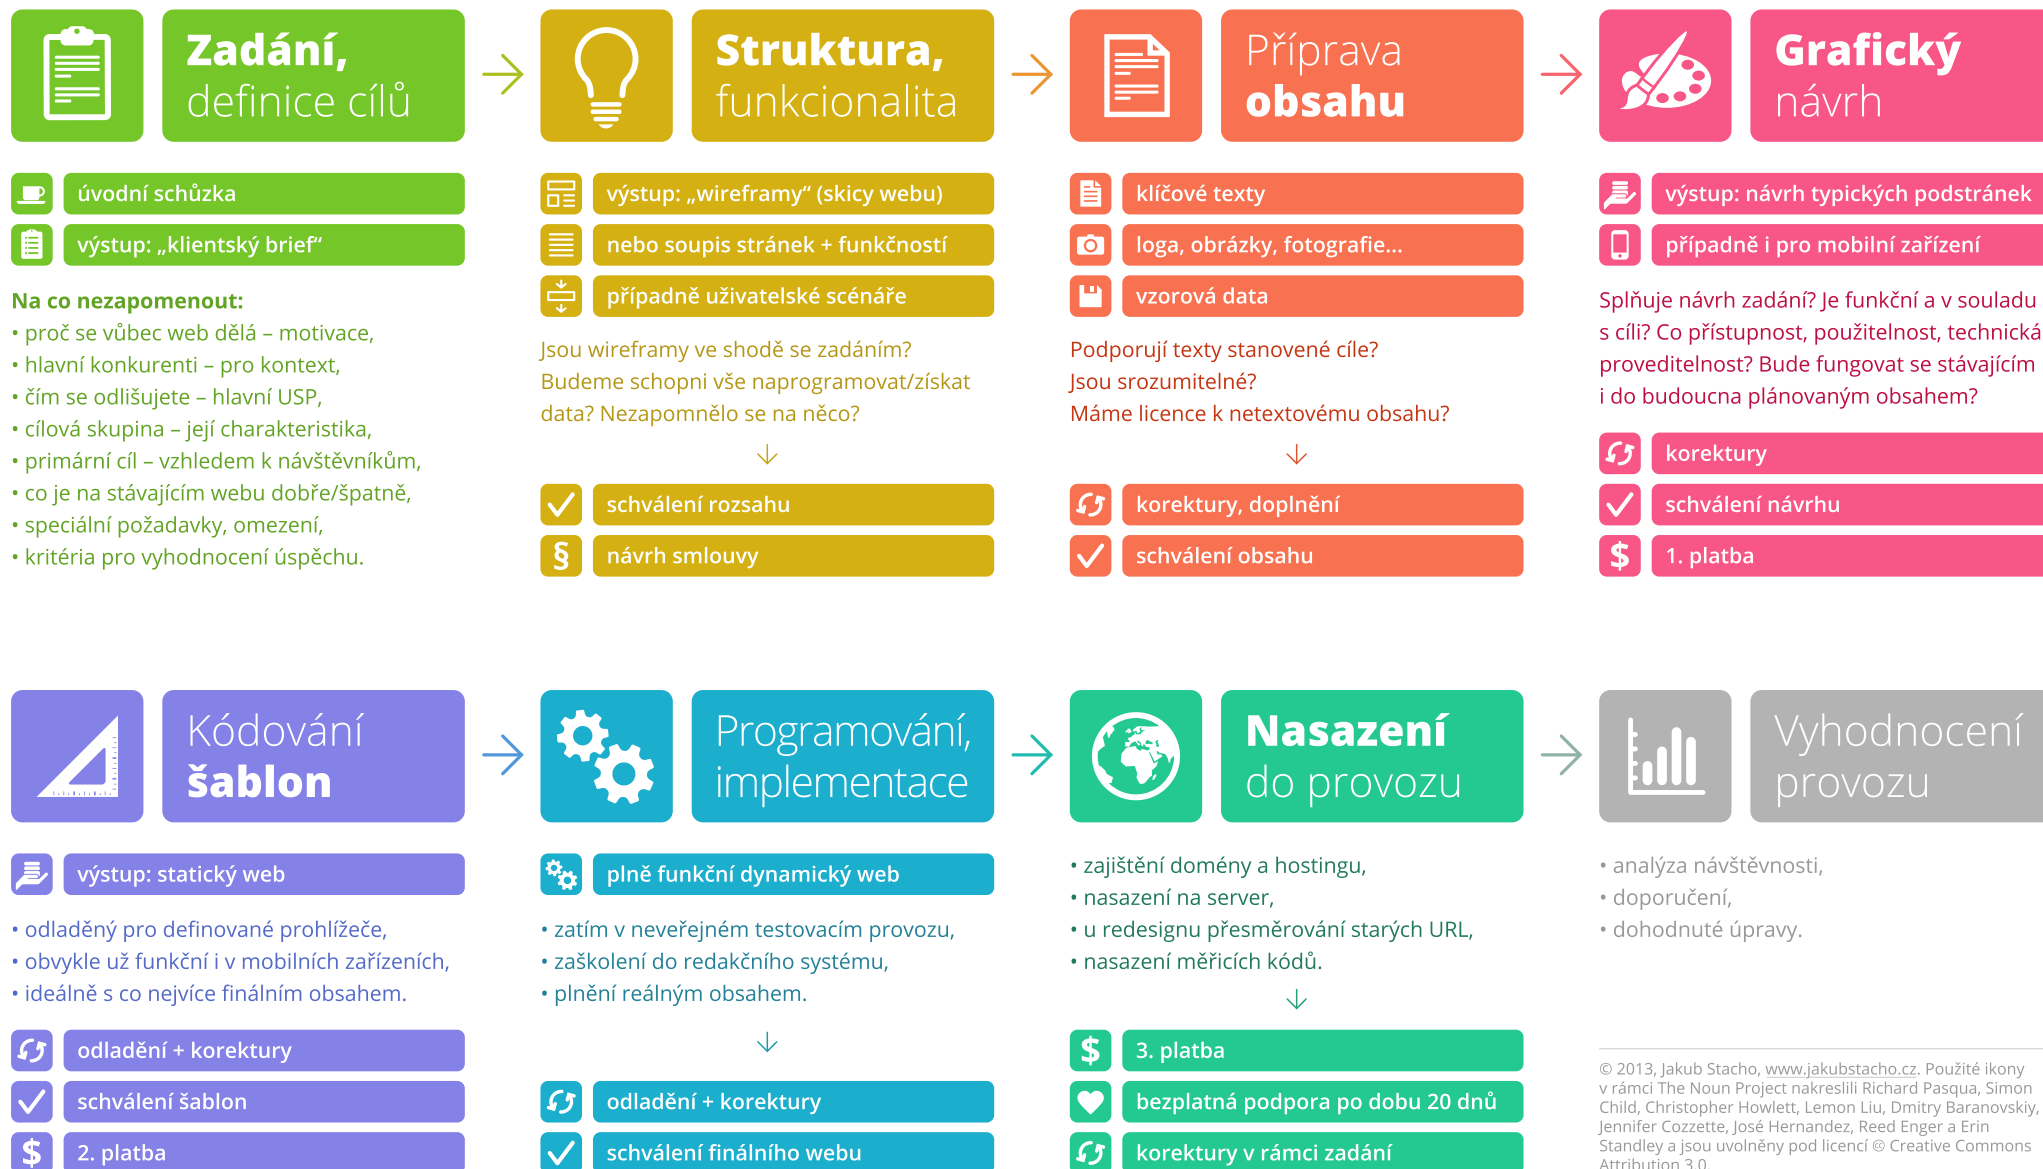 Zadání,
definice cílů
úvodní schůzka
výstup: „klientský brief“
Na co nezapomenout:
• proč se vůbec web dělá – motivace,
• hlavní konkurenti – pro kontext,
• čím se odlišujete – hlavní USP,
• cílová skupina – její charakteristika,
• primární cíl – vzhledem k návštěvníkům,
• co je na stávajícím webu dobře/špatně,
• speciální požadavky, omezení,
• kritéria pro vyhodnocení úspěchu.
Struktura,
funkcionalita
výstup: „wireframy“ (skicy webu)
nebo soupis stránek + funkčností
případně uživatelské scénáře
Jsou wireframy ve shodě se zadáním?
Budeme schopni vše naprogramovat/získat
data? Nezapomnělo se na něco?
schválení rozsahu
§
návrh smlouvy
Příprava
obsahu
klíčové texty
loga, obrázky, fotografie...
vzorová data
Podporují texty stanovené cíle?
Jsou srozumitelné?
Máme licence k netextovému obsahu?
korektury, doplnění
schválení obsahu
Grafický
návrh
výstup: návrh typických podstránek
případně i pro mobilní zařízení
Splňuje návrh zadání? Je funkční a v souladu
s cíli? Co přístupnost, použitelnost, technická
proveditelnost? Bude fungovat se stávajícím
i do budoucna plánovaným obsahem?
korektury
schválení návrhu
$
1. platba
Kódování
šablon
výstup: statický web
• odladěný pro definované prohlížeče,
• obvykle už funkční i v mobilních zařízeních,
• ideálně s co nejvíce finálním obsahem.
odladění + korektury
schválení šablon
$
2. platba
Programování,
implementace
plně funkční dynamický web
• zatím v neveřejném testovacím provozu,
• zaškolení do redakčního systému,
• plnění reálným obsahem.
odladění + korektury
schválení finálního webu
Nasazení
do provozu
• zajištění domény a hostingu,
• nasazení na server,
• u redesignu přesměrování starých URL,
• nasazení měřicích kódů.
$
3. platba
bezplatná podpora po dobu 20 dnů
korektury v rámci zadání
Vyhodnocení
provozu
• analýza návštěvnosti,
• doporučení,
• dohodnuté úpravy.
© 2013, Jakub Stacho, www.jakubstacho.cz. Použité ikony
v rámci The Noun Project nakreslili Richard Pasqua, Simon
Child, Christopher Howlett, Lemon Liu, Dmitry Baranovskiy,
Jennifer Cozzette, José Hernandez, Reed Enger a Erin
Standley a jsou uvolněny pod licencí © Creative Commons
Attribution 3.0.